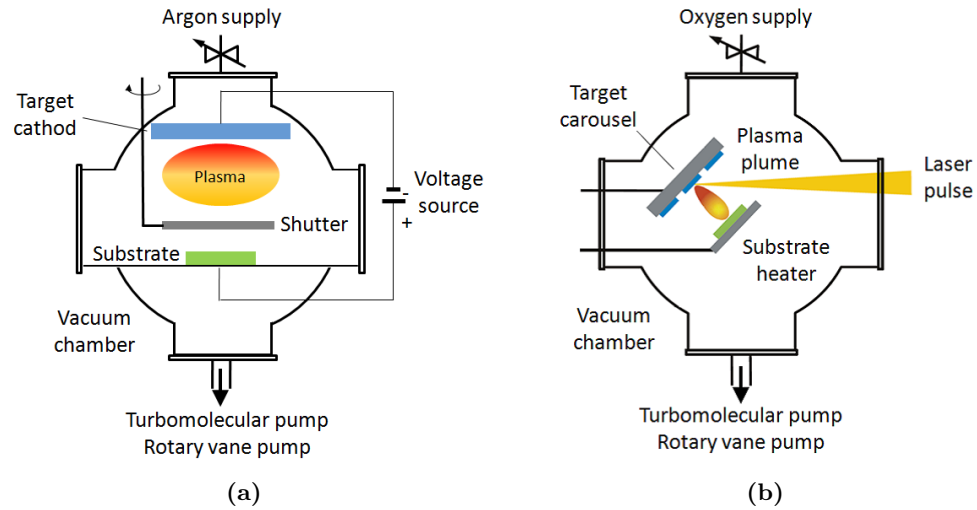 Argon supply
Target
cathod
Plasma
-
Voltage
source
+
Shutter
Substrate
Vacuum
chamber
Turbomolecular pump
Rotary vane pump
(a)
Oxygen supply
Target
carousel
Plasma
plume
Laser
pulse
Substrate
heater
Vacuum
chamber
Turbomolecular pump
Rotary vane pump
(b)